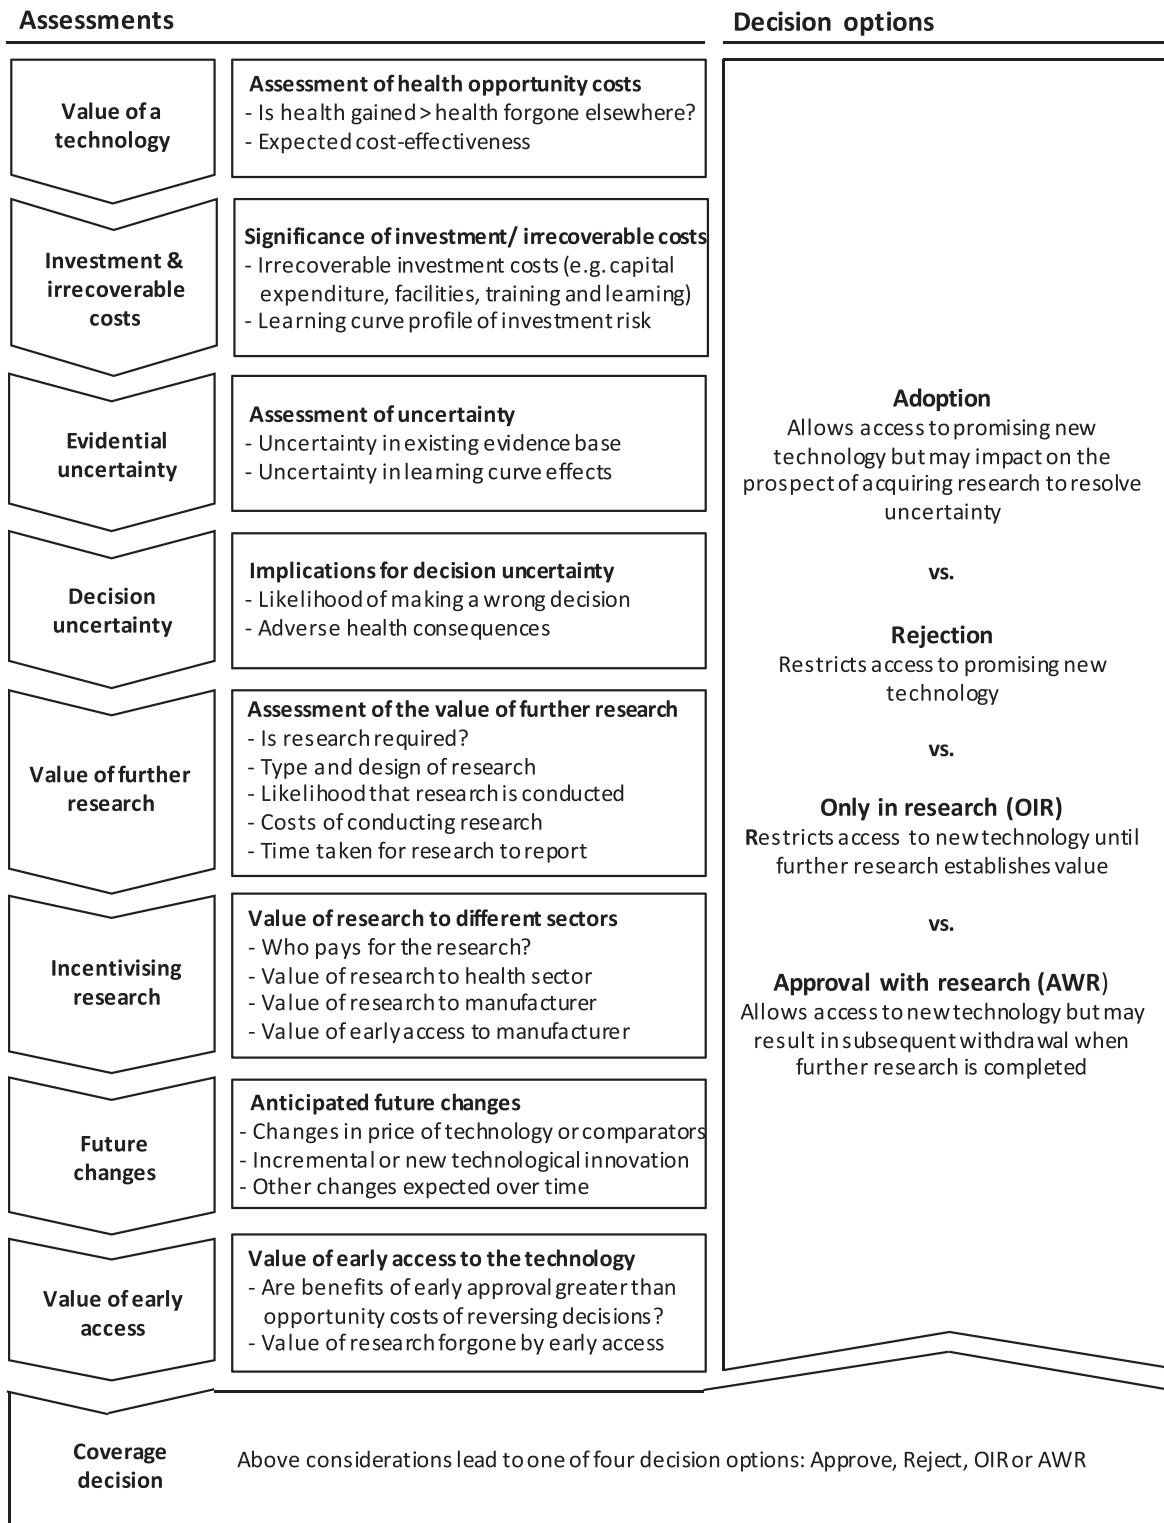 Assessments
Decision options
Value of a
technology
Assessment of health opportunity costs
- Is health gained > health forgone elsewhere?
- Expected cost-effectiveness
Investment &
irrecoverable
costs
Significance of investment/ irrecoverable costs
- Irrecoverable investment costs (e.g. capital
expenditure, facilities, training and learning)
- Learning curve profile of investment risk
Evidential
uncertainty
Assessment of uncertainty
- Uncertainty in existing evidence base
- Uncertainty in learning curve effects
Decision
uncertainty
Implications for decision uncertainty
- Likelihood of making a wrong decision
- Adverse health consequences
Value of further
research
Assessment of the value of further research
- Is research required?
- Type and design of research
- Likelihood that research is conducted
- Costs of conducting research
- Time taken for research to report
Incentivising
research
Value of research to different sectors
- Who pays for the research?
- Value of research to health sector
- Value of research to manufacturer
- Value of early access to manufacturer
Future
changes
Anticipated future changes
- Changes in price of technology or comparators
- Incremental or new technological innovation
- Other changes expected over time
Value of early
access
Value of early access to the technology
- Are benefits of early approval greater than
opportunity costs of reversing decisions?
- Value of research forgone by early access
Adoption
Allows access to promising new
technology but may impact on the
prospect of acquiring research to resolve
uncertainty
vs.
Rejection
Restricts access to promising new
technology
vs.
Only in research (OIR)
Restricts access to new technology until
further research establishes value
vs.
Approval with research (AWR)
Allows access to new technology but may
result in subsequent withdrawal when
further research is completed
Coverage
decision
Above considerations lead to one of four decision options: Approve, Reject, OIR or AWR